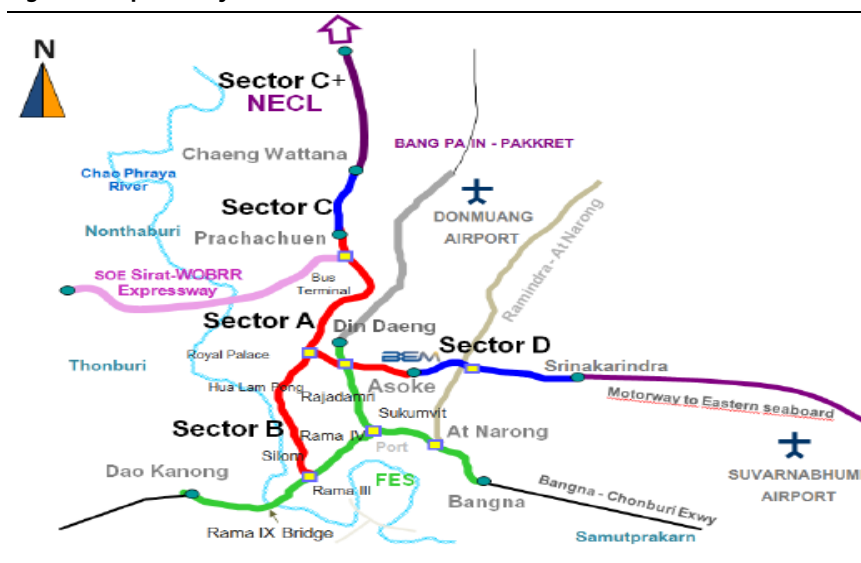 N
Sector C+
NECL
Chaeng Wattana
BANG PA IN - PAKKRET
Chao Phraya
River
Sector C
DONMUANG
AIRPORT
Nonthaburi
Prachachuen
Ramindra - At Narong
SOE Sirat-WOBRR
Expressway
Bus
Terminal
Sector A
Din Daeng
Royal Palace
BEM
Sector D
Thonburi
Srinakarindra
Hua Lam Pong
Rajadamri
Asoke
Motorway to Eastern seaboard
Sukumvit
Sector B
Rama IV
Port
At Narong
Silom
Dao Kanong
Rama III
FES
Bangna
SUVARNABHUMI
AIRPORT
Bangna - Chonburi Exwy
Rama IX Bridge
Samutprakarn